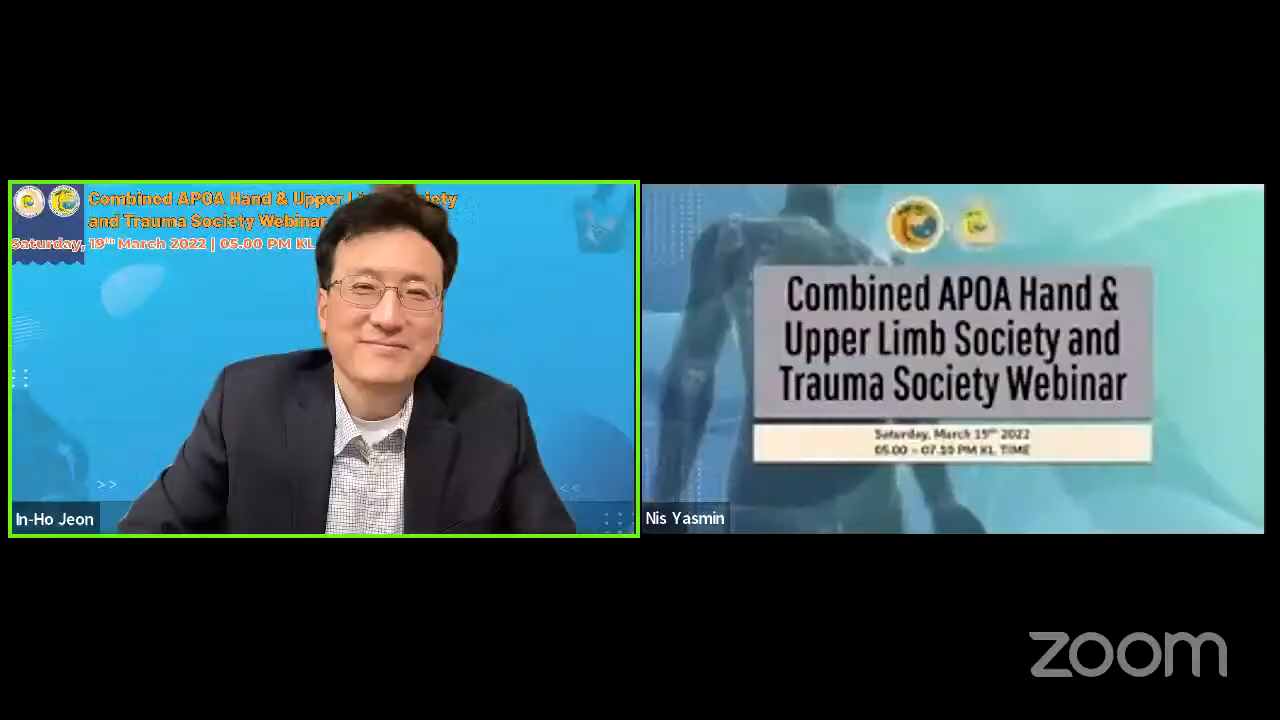 Combined APOA Hand & Upper Li ciety
and Trauma Society Webinar
Saturday, 19th March 2022 | 05.00 PM KL
>>
<<
In-Ho Jeon
Combined APOA Hand &
Upper Limb Society and
Trauma Society Webinar
Saturday, March 19th 2022
05.00 - 07.10 PM KL TIME
Nis Yasmin
zoom